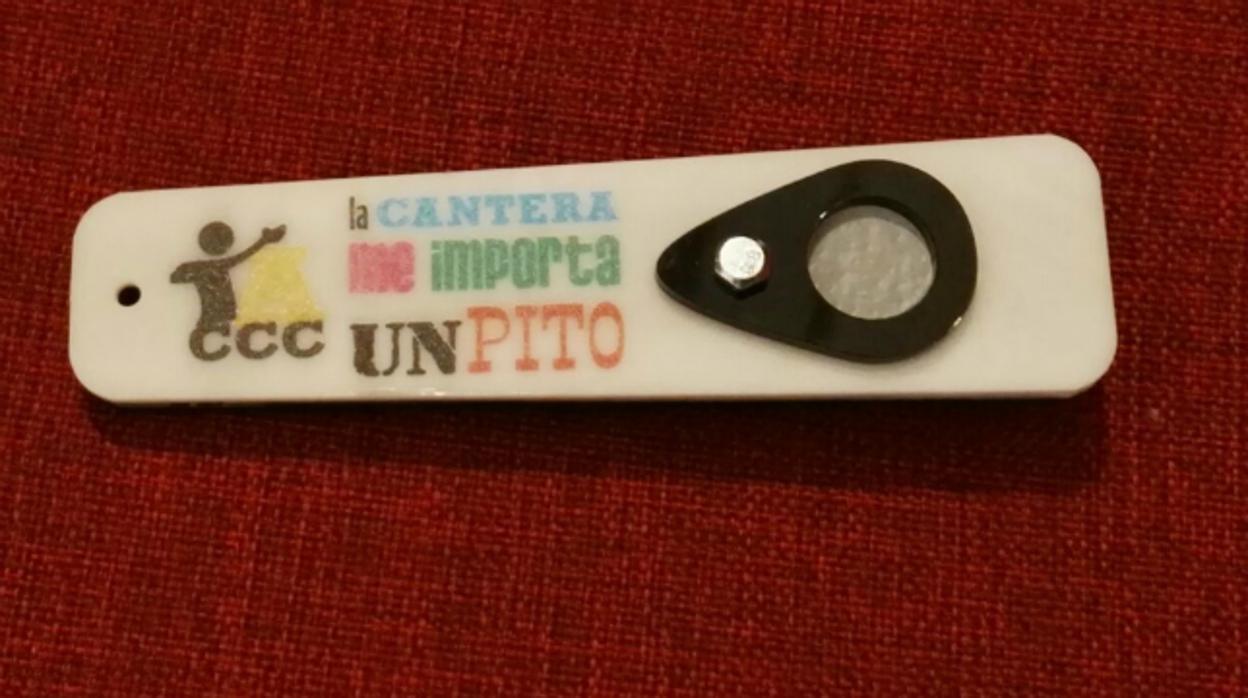 CCC
la CANTERA
me importa
UN PITO